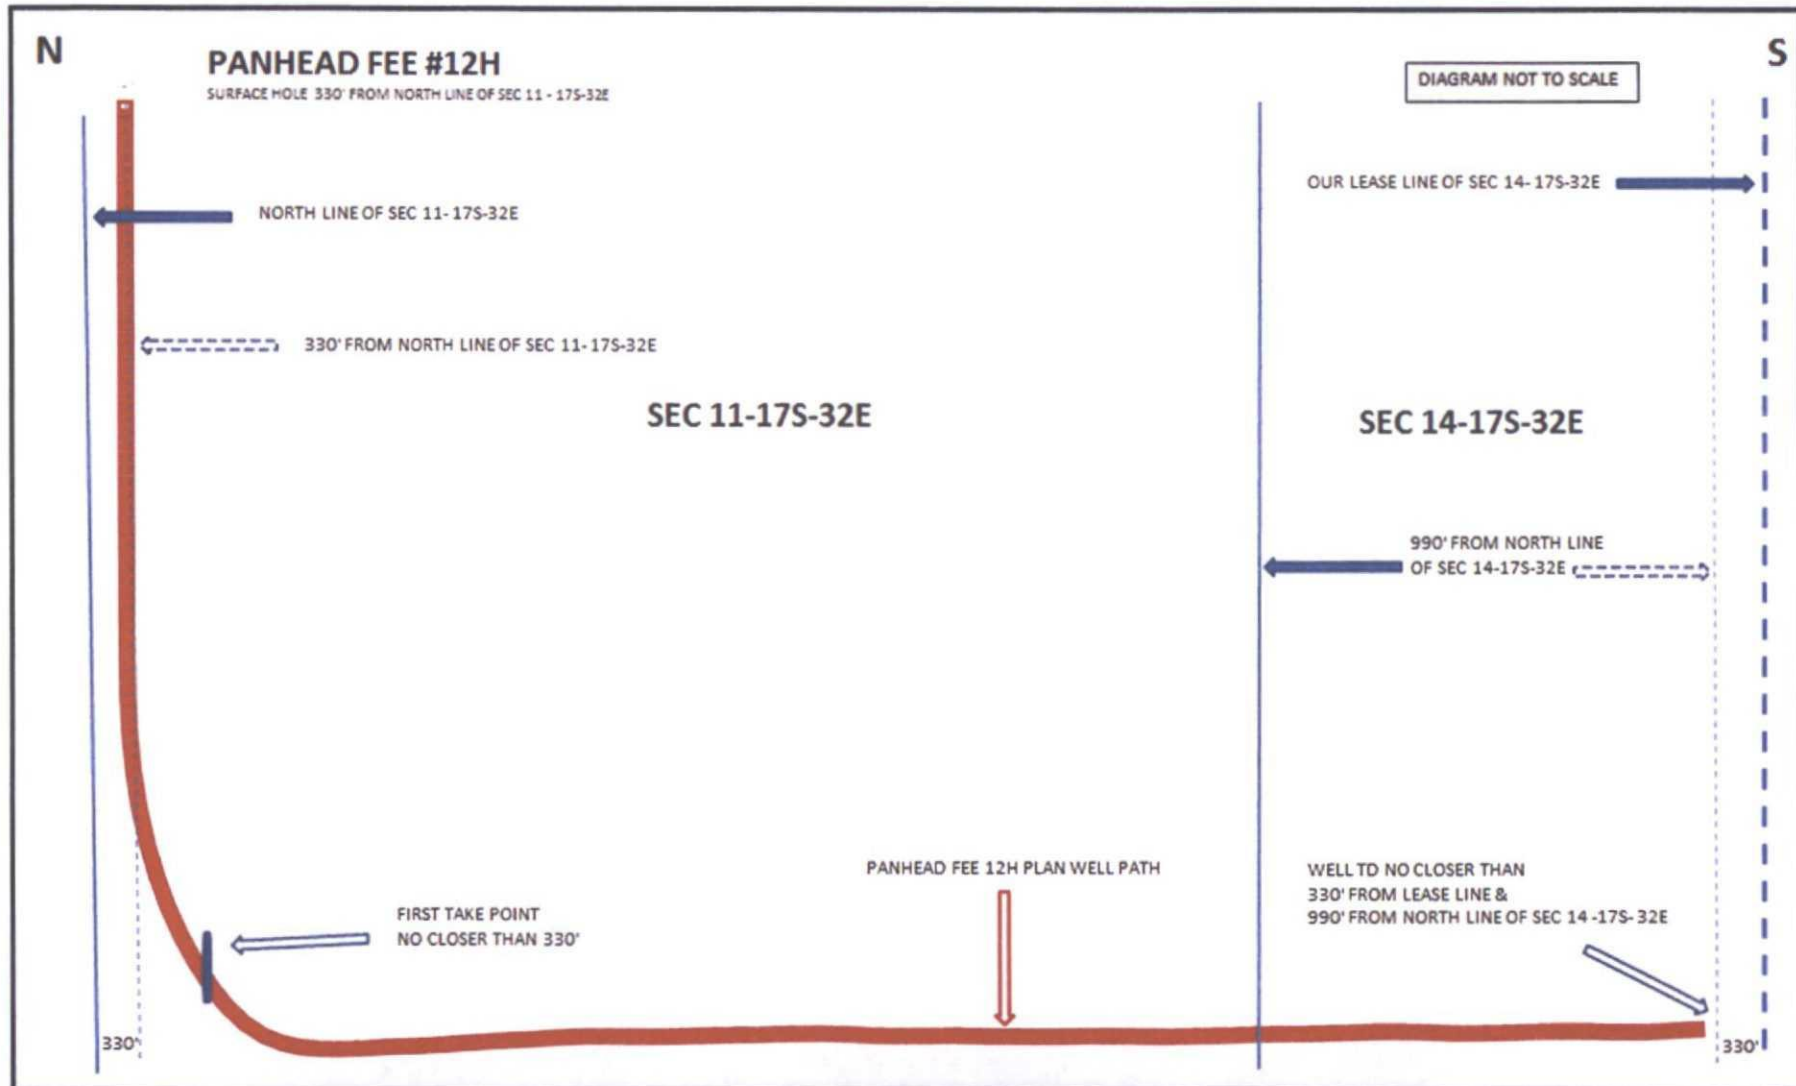 N
S
PANHEAD FEE #12H
SURFACE HOLE 330' FROM NORTH LINE OF SEC 11 - 17S-32E
DIAGRAM NOT TO SCALE
OUR LEASE LINE OF SEC 14- 17S-32E
NORTH LINE OF SEC 11- 17S-32E
330' FROM NORTH LINE OF SEC 11- 17S-32E
SEC 11-17S-32E
SEC 14-17S-32E
990' FROM NORTH LINE
OF SEC 14-17S-32E
PANHEAD FEE 12H PLAN WELL PATH
WELL TD NO CLOSER THAN
330' FROM LEASE LINE &
990' FROM NORTH LINE OF SEC 14 -17S- 32E
FIRST TAKE POINT
NO CLOSER THAN 330'
330'
330'